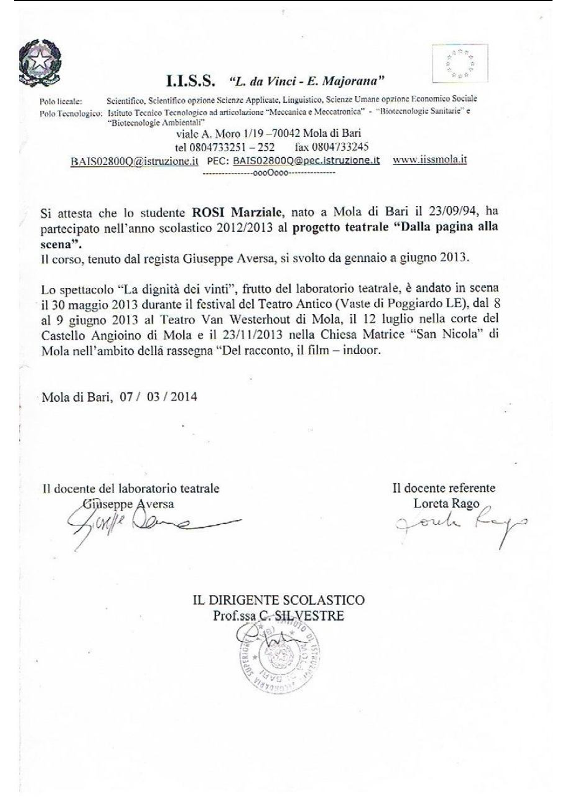 I.I.S.S. "L. da Vinci - E. Majorana"
Polo liceale: Scientifico, Scientifico opzione Scienze Applicate, Linguistico, Scienze Umane opzione Economico Sociale
Polo Tecnologico: Istituto Tecnico Tecnologico ad articolazione "Meccanica e Meccatronica" - "Biotecnologie Sanitarie" e
"Biotecnologie Ambientali"
viale A. Moro 1/19 –70042 Mola di Bari
tel 0804733251 – 252 fax 0804733245
BAIS02800Q@istruzione.it PEC: BAIS02800Q@pec.istruzione.it www.iissmola.it
---------------oooOooo---------------
Si attesta che lo studente ROSI Marziale, nato a Mola di Bari il 23/09/94, ha
partecipato nell'anno scolastico 2012/2013 al progetto teatrale "Dalla pagina alla
scena".
Il corso, tenuto dal regista Giuseppe Aversa, si svolto da gennaio a giugno 2013.
Lo spettacolo "La dignità dei vinti", frutto del laboratorio teatrale, è andato in scena
il 30 maggio 2013 durante il festival del Teatro Antico (Vaste di Poggiardo LE), dal 8
al 9 giugno 2013 al Teatro Van Westerhout di Mola, il 12 luglio nella corte del
Castello Angioino di Mola e il 23/11/2013 nella Chiesa Matrice "San Nicola" di
Mola nell'ambito della rassegna "Del racconto, il film – indoor.
Mola di Bari, 07 / 03 / 2014
Il docente del laboratorio teatrale
Giuseppe Aversa
Il docente referente
Loreta Rago
IL DIRIGENTE SCOLASTICO
Prof.ssa C. SILVESTRE